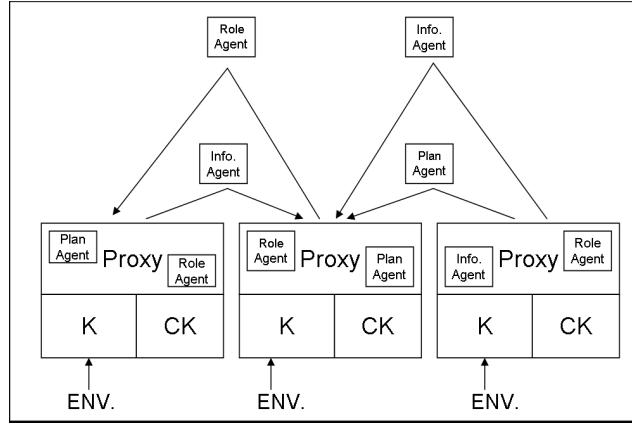 Role
Agent
Info.
Agent
Info.
Agent
Plan
Agent
Plan
Agent
Proxy
Role
Agent
Role
Agent
Proxy
Plan
Agent
Info.
Agent
Proxy
Role
Agent
K
CK
K
CK
K
CK
ENV.
ENV.
ENV.